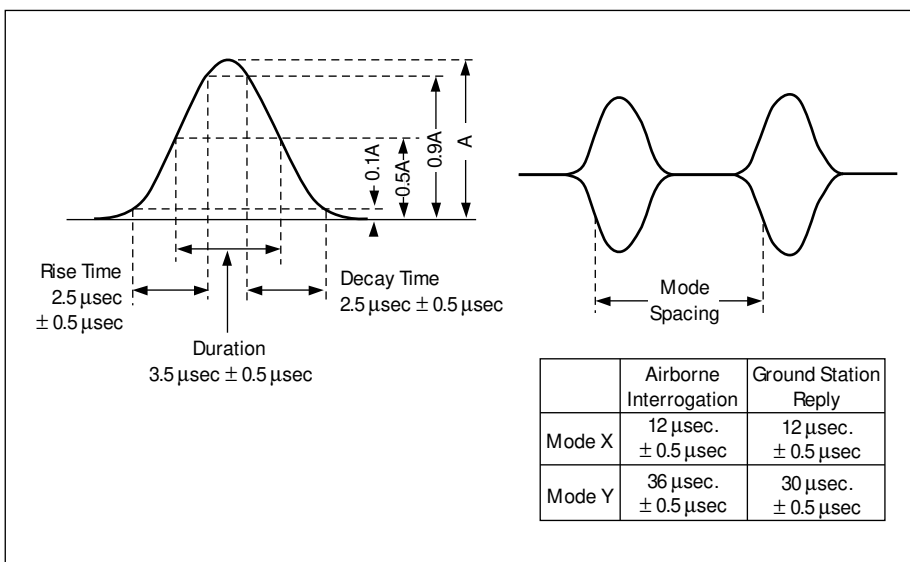 0.1A
0.5A
0.9A
A
Rise Time
2.5 μsec
± 0.5 μsec
Decay Time
2.5 μsec ± 0.5 μsec
Duration
3.5 μsec ± 0.5 μsec
Mode
Spacing
Airborne
Interrogation
Ground Station
Reply
Mode X
12 μsec.
± 0.5 μsec
12 μsec.
± 0.5 μsec
Mode Y
36 μsec.
± 0.5 μsec
30 μsec.
± 0.5 μsec